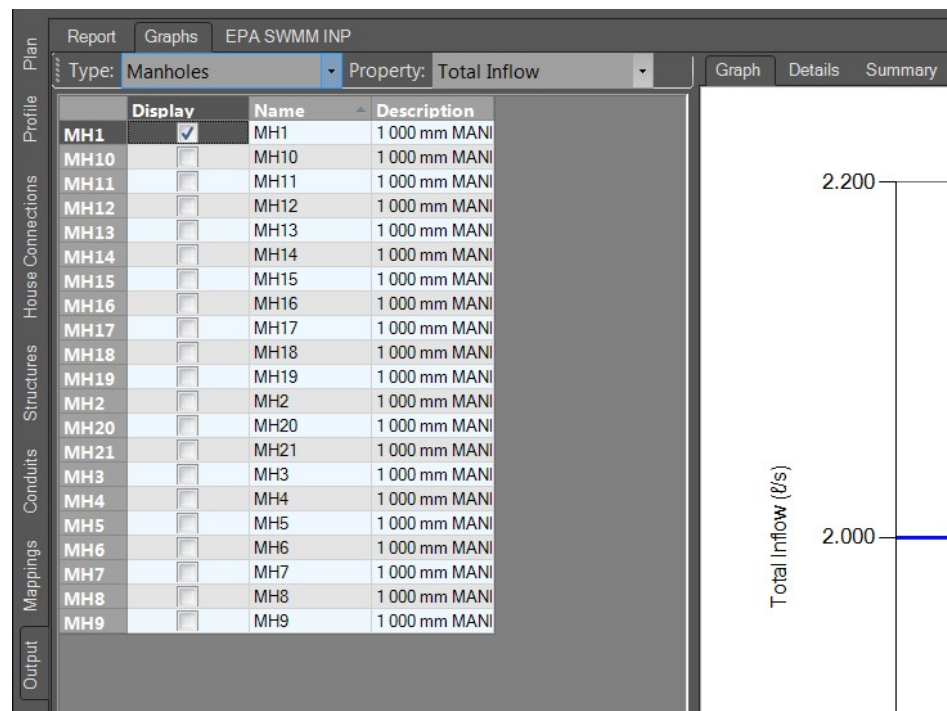 Report Graphs EPA SWMM INP
Type: Manholes Property: Total Inflow
Graph Details Summary
Plan
Profile
House Connections
Structures
Conduits
Mappings
Output
Display Name Description
MH1 MH1 1 000 mm MANI
MH10 MH10 1 000 mm MANI
MH11 MH11 1 000 mm MANI
MH12 MH12 1 000 mm MANI
MH13 MH13 1 000 mm MANI
MH14 MH14 1 000 mm MANI
MH15 MH15 1 000 mm MANI
MH16 MH16 1 000 mm MANI
MH17 MH17 1 000 mm MANI
MH18 MH18 1 000 mm MANI
MH19 MH19 1 000 mm MANI
MH2 MH2 1 000 mm MANI
MH20 MH20 1 000 mm MANI
MH21 MH21 1 000 mm MANI
MH3 MH3 1 000 mm MANI
MH4 MH4 1 000 mm MANI
MH5 MH5 1 000 mm MANI
MH6 MH6 1 000 mm MANI
MH7 MH7 1 000 mm MANI
MH8 MH8 1 000 mm MANI
MH9 MH9 1 000 mm MANI
2.200
Total Inflow (ℓ/s)
2.000